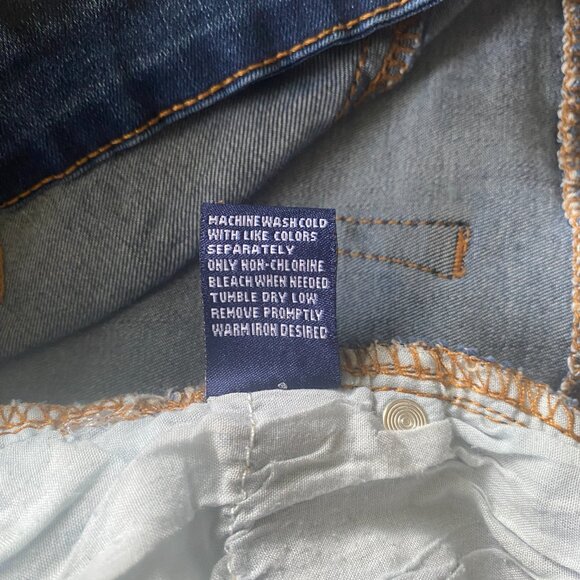 MACHINE WASH COLD
WITH LIKE COLORS
SEPARATELY
ONLY NON-CHLORINE
BLEACH WHEN NEEDED
TUMBLE DRY LOW
REMOVE PROMPTLY
WARM IRON DESIRED